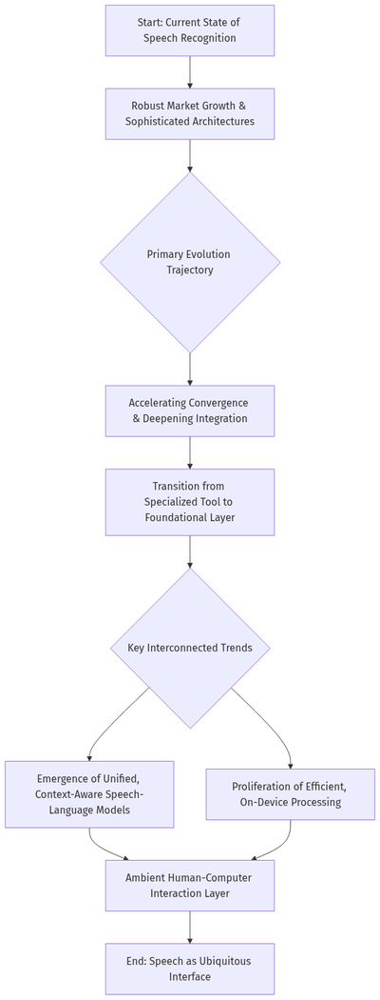 Start: Current State of
Speech Recognition
Robust Market Growth &
Sophisticated Architectures
Primary Evolution
Trajectory
Accelerating Convergence
& Deepening Integration
Transition from
Specialized Tool to
Foundational Layer
Key Interconnected Trends
Emergence of Unified,
Context-Aware Speech-
Language Models
Proliferation of Efficient,
On-Device Processing
Ambient Human-Computer
Interaction Layer
End: Speech as Ubiquitous
Interface